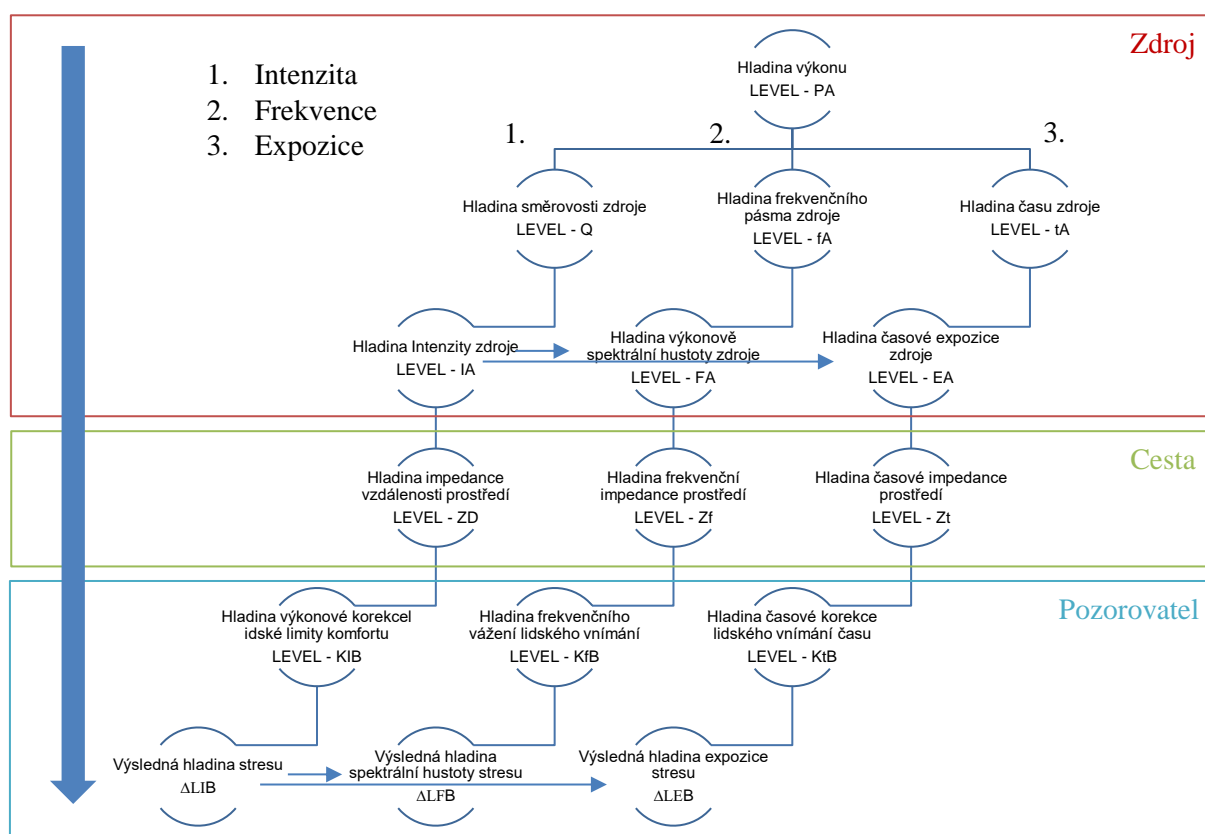 Zdroj
1. Intenzita
2. Frekvence
3. Expozice
Hladina výkonu
LEVEL - PA
1.
2.
3.
Hladina směrovosti zdroje
LEVEL - Q
Hladina frekvenčního
pásma zdroje
LEVEL - fA
Hladina času zdroje
LEVEL - tA
Hladina Intenzity zdroje
LEVEL - IA
Hladina výkonově
spektrální hustoty zdroje
LEVEL - FA
Hladina časové expozice
zdroje
LEVEL - EA
Cesta
Hladina impedance
vzdálenosti prostředí
LEVEL - ZD
Hladina frekvenční
impedance prostředí
LEVEL - Zf
Hladina časové impedance
prostředí
LEVEL - Zt
Pozorovatel
Hladina výkonové korekcel
idské limity komfortu
LEVEL - KIB
Hladina frekvenčního
vážení lidského vnímání
LEVEL - KfB
Hladina časové korekce
lidského vnímání času
LEVEL - KtB
Výsledná hladina stresu
ΔLIB
Výsledná hladina
spektrální hustoty stresu
ΔLFB
Výsledná hladina expozice
stresu
ΔLEB